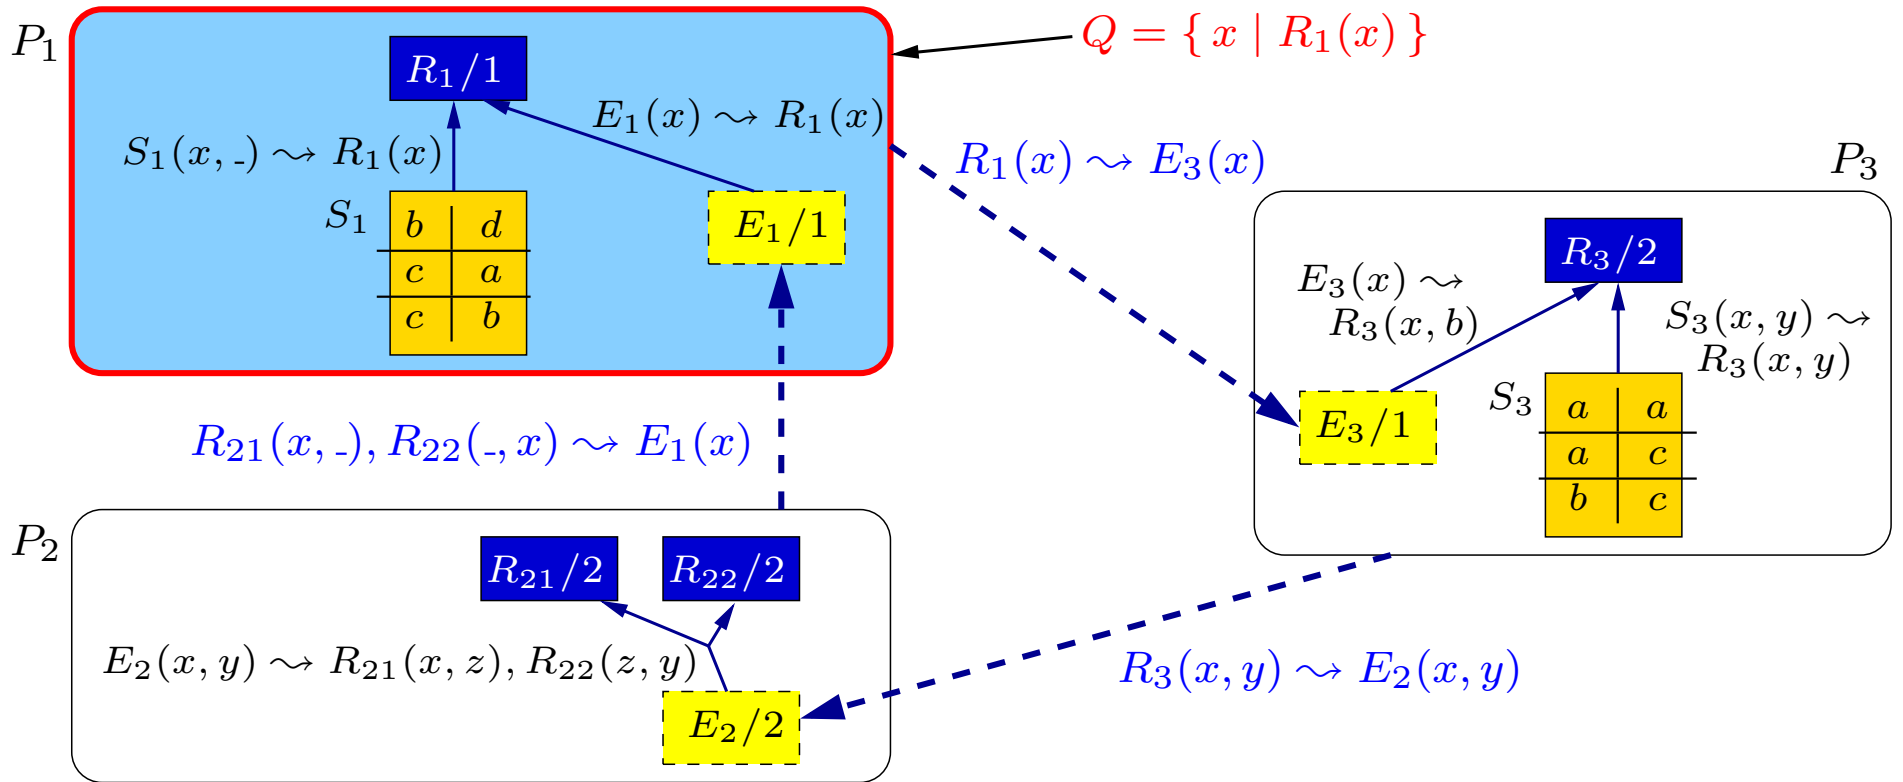 P₁
R₁/1
Q = { x | R₁(x) }
E₁(x) ⇝ R₁(x)
S₁(x, _) ⇝ R₁(x)
S₁
b d
c a
c b
E₁/1
R₁(x) ⇝ E₃(x)
P₃
R₃/2
E₃(x) ⇝
R₃(x, b)
S₃(x, y) ⇝
R₃(x, y)
E₃/1
S₃
a a
a c
b c
R₂₁(x, _), R₂₂(_, x) ⇝ E₁(x)
P₂
R₂₁/2
R₂₂/2
E₂(x, y) ⇝ R₂₁(x, z), R₂₂(z, y)
E₂/2
R₃(x, y) ⇝ E₂(x, y)